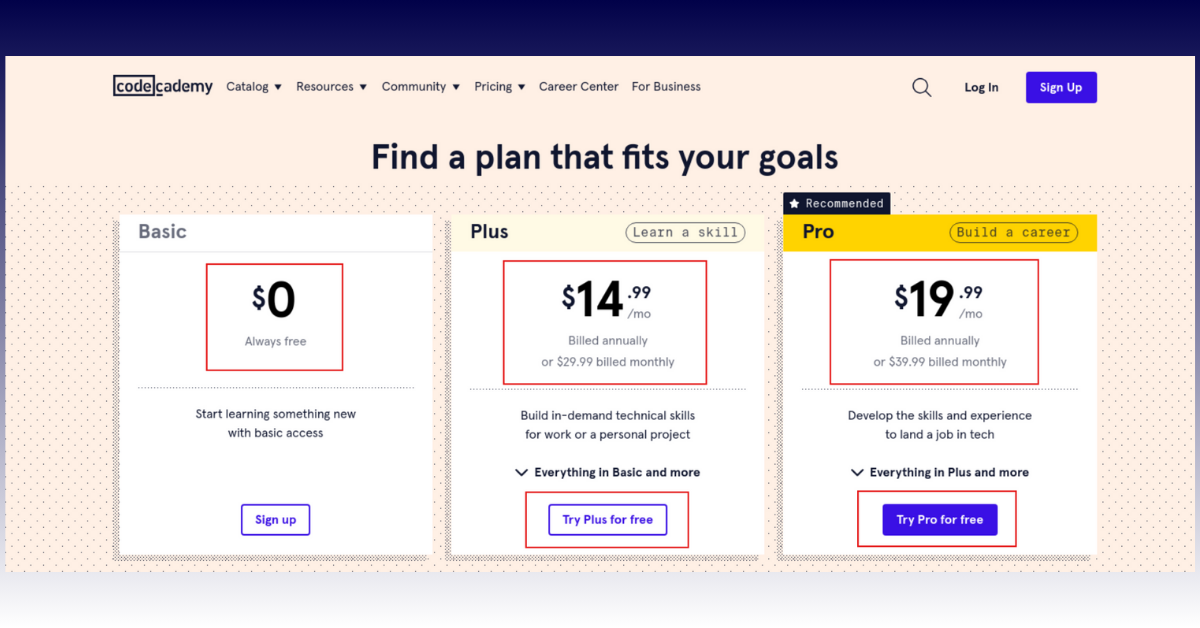 codecademy Catalog Resources Community Pricing Career Center For Business Log In Sign Up
Find a plan that fits your goals
Recommended
Basic
$0
Always free
Start learning something new
with basic access
Sign up
Plus Learn a skill
$14.99
/mo
Billed annually
or $29.99 billed monthly
Build in-demand technical skills
for work or a personal project
Everything in Basic and more
Try Plus for free
Pro Build a career
$19.99
/mo
Billed annually
or $39.99 billed monthly
Develop the skills and experience
to land a job in tech
Everything in Plus and more
Try Pro for free